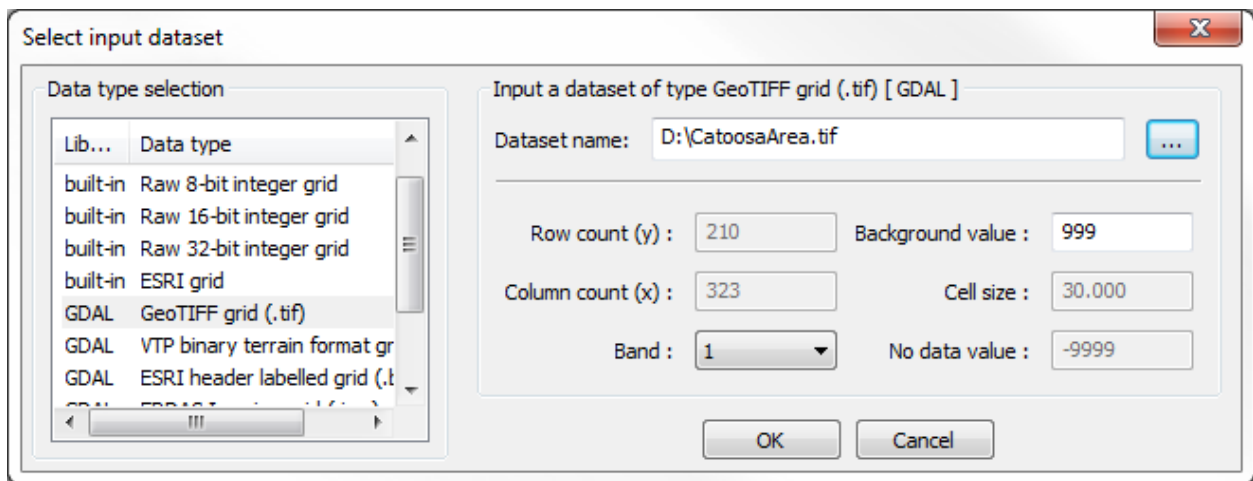 Select input dataset
Data type selection
Lib... Data type
built-in Raw 8-bit integer grid
built-in Raw 16-bit integer grid
built-in Raw 32-bit integer grid
built-in ESRI grid
GDAL GeoTIFF grid (.tif)
GDAL VTP binary terrain format gr
GDAL ESRI header labelled grid (.b
Input a dataset of type GeoTIFF grid (.tif) [ GDAL ]
Dataset name: D:\CatoosaArea.tif ...
Row count (y) : 210 Background value : 999
Column count (x) : 323 Cell size : 30.000
Band : 1 No data value : -9999
OK Cancel